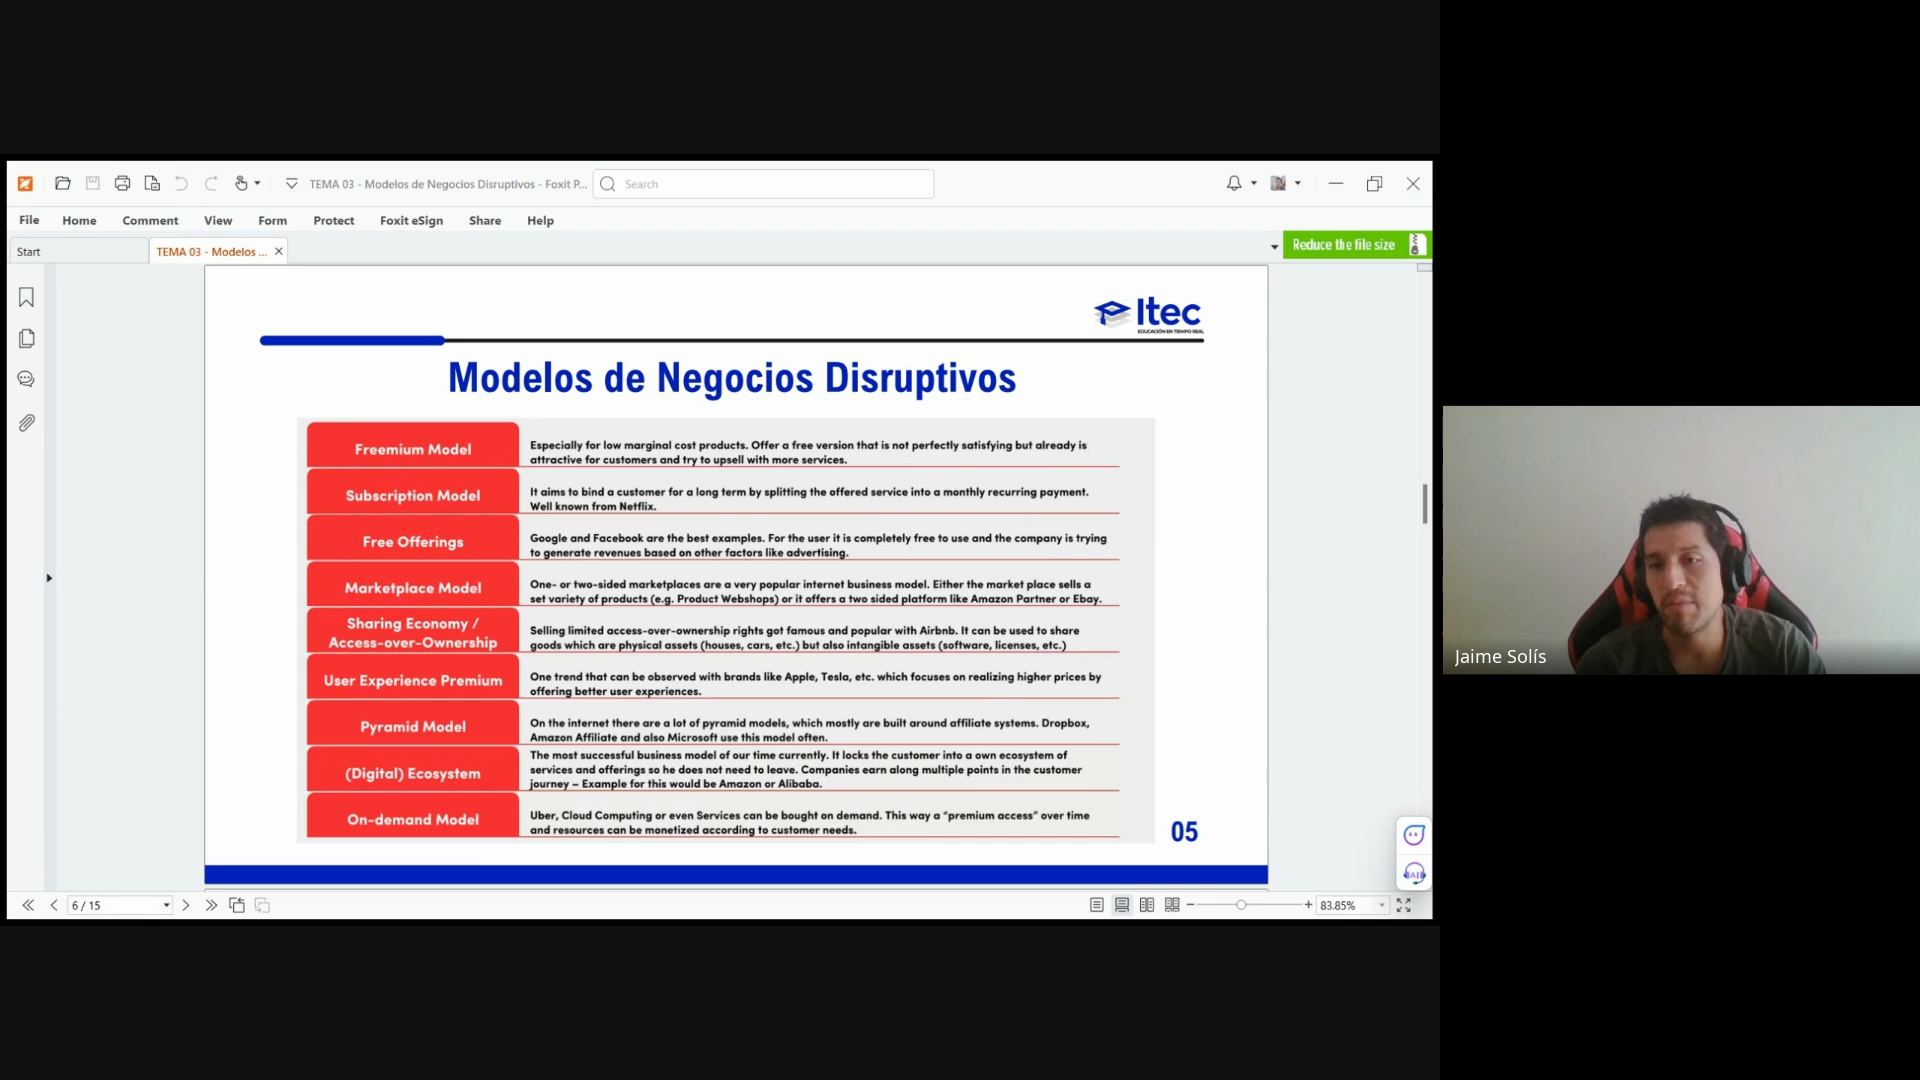 TEMA 03 - Modelos de Negocios Disruptivos - Foxit P...
Search
File
Home
Comment
View
Form
Protect
Foxit eSign
Share
Help
Start
TEMA 03 - Modelos ...
Reduce the file size
Itec
EDUCACIÓN EN TIEMPO REAL
Modelos de Negocios Disruptivos
Freemium Model
Especially for low marginal cost products. Offer a free version that is not perfectly satisfying but already is
attractive for customers and try to upsell with more services.
Subscription Model
It aims to bind a customer for a long term by splitting the offered service into a monthly recurring payment.
Well known from Netflix.
Free Offerings
Google and Facebook are the best examples. For the user it is completely free to use and the company is trying
to generate revenues based on other factors like advertising.
Marketplace Model
One- or two-sided marketplaces are a very popular internet business model. Either the market place sells a
set variety of products (e.g. Product Webshops) or it offers a two sided platform like Amazon Partner or Ebay.
Sharing Economy /
Access-over-Ownership
Selling limited access-over-ownership rights got famous and popular with Airbnb. It can be used to share
goods which are physical assets (houses, cars, etc.) but also intangible assets (software, licenses, etc.)
User Experience Premium
One trend that can be observed with brands like Apple, Tesla, etc. which focuses on realizing higher prices by
offering better user experiences.
Pyramid Model
On the internet there are a lot of pyramid models, which mostly are built around affiliate systems. Dropbox,
Amazon Affiliate and also Microsoft use this model often.
(Digital) Ecosystem
The most successful business model of our time currently. It locks the customer into a own ecosystem of
services and offerings so he does not need to leave. Companies earn along multiple points in the customer
journey – Example for this would be Amazon or Alibaba.
On-demand Model
Uber, Cloud Computing or even Services can be bought on demand. This way a "premium access" over time
and resources can be monetized according to customer needs.
05
AI
6 / 15
83.85%
Jaime Solís